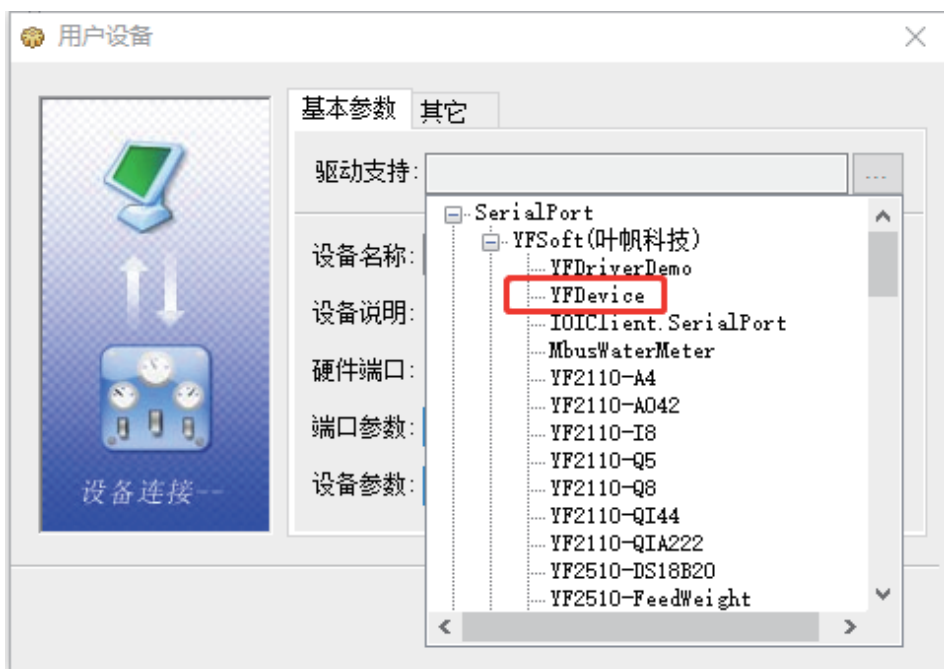 用户设备
基本参数
其它
驱动支持:
...
SerialPort
YFSoft(叶帆科技)
设备名称:
YFDriverDemo
YFDevice
设备说明:
IOIClient.SerialPort
MbusWaterMeter
硬件端口:
YF2110-A4
YF2110-A042
端口参数:
YF2110-I8
YF2110-Q5
设备参数:
YF2110-Q8
设备连接--
YF2110-QI44
YF2110-QIA222
YF2510-DS18B20
YF2510-FeedWeight